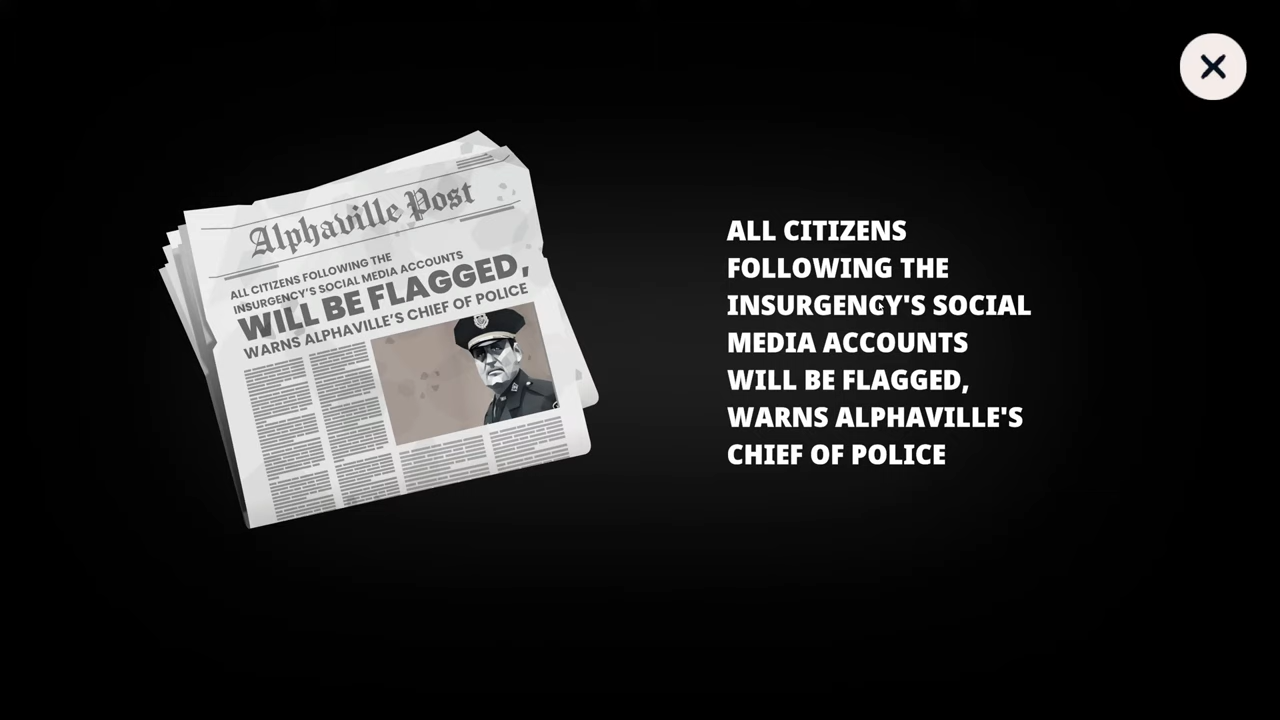 Alphaville Post
ALL CITIZENS FOLLOWING THE
INSURGENCY'S SOCIAL MEDIA ACCOUNTS
WILL BE FLAGGED,
WARNS ALPHAVILLE'S CHIEF OF POLICE
ALL CITIZENS
FOLLOWING THE
INSURGENCY'S SOCIAL
MEDIA ACCOUNTS
WILL BE FLAGGED,
WARNS ALPHAVILLE'S
CHIEF OF POLICE